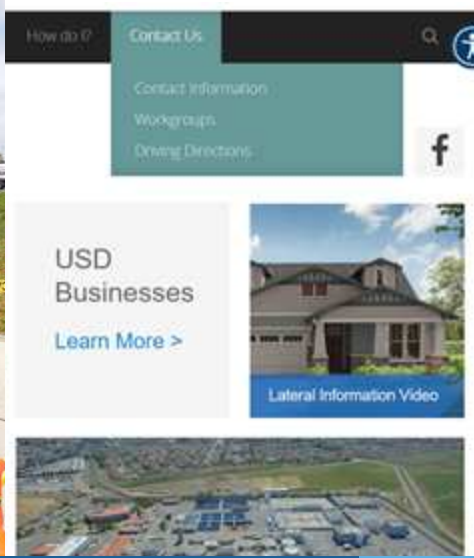 How do I?
Contact Us
Contact Information
Workgroups
Driving Directions
f
USD
Businesses
Learn More >
Lateral Information Video